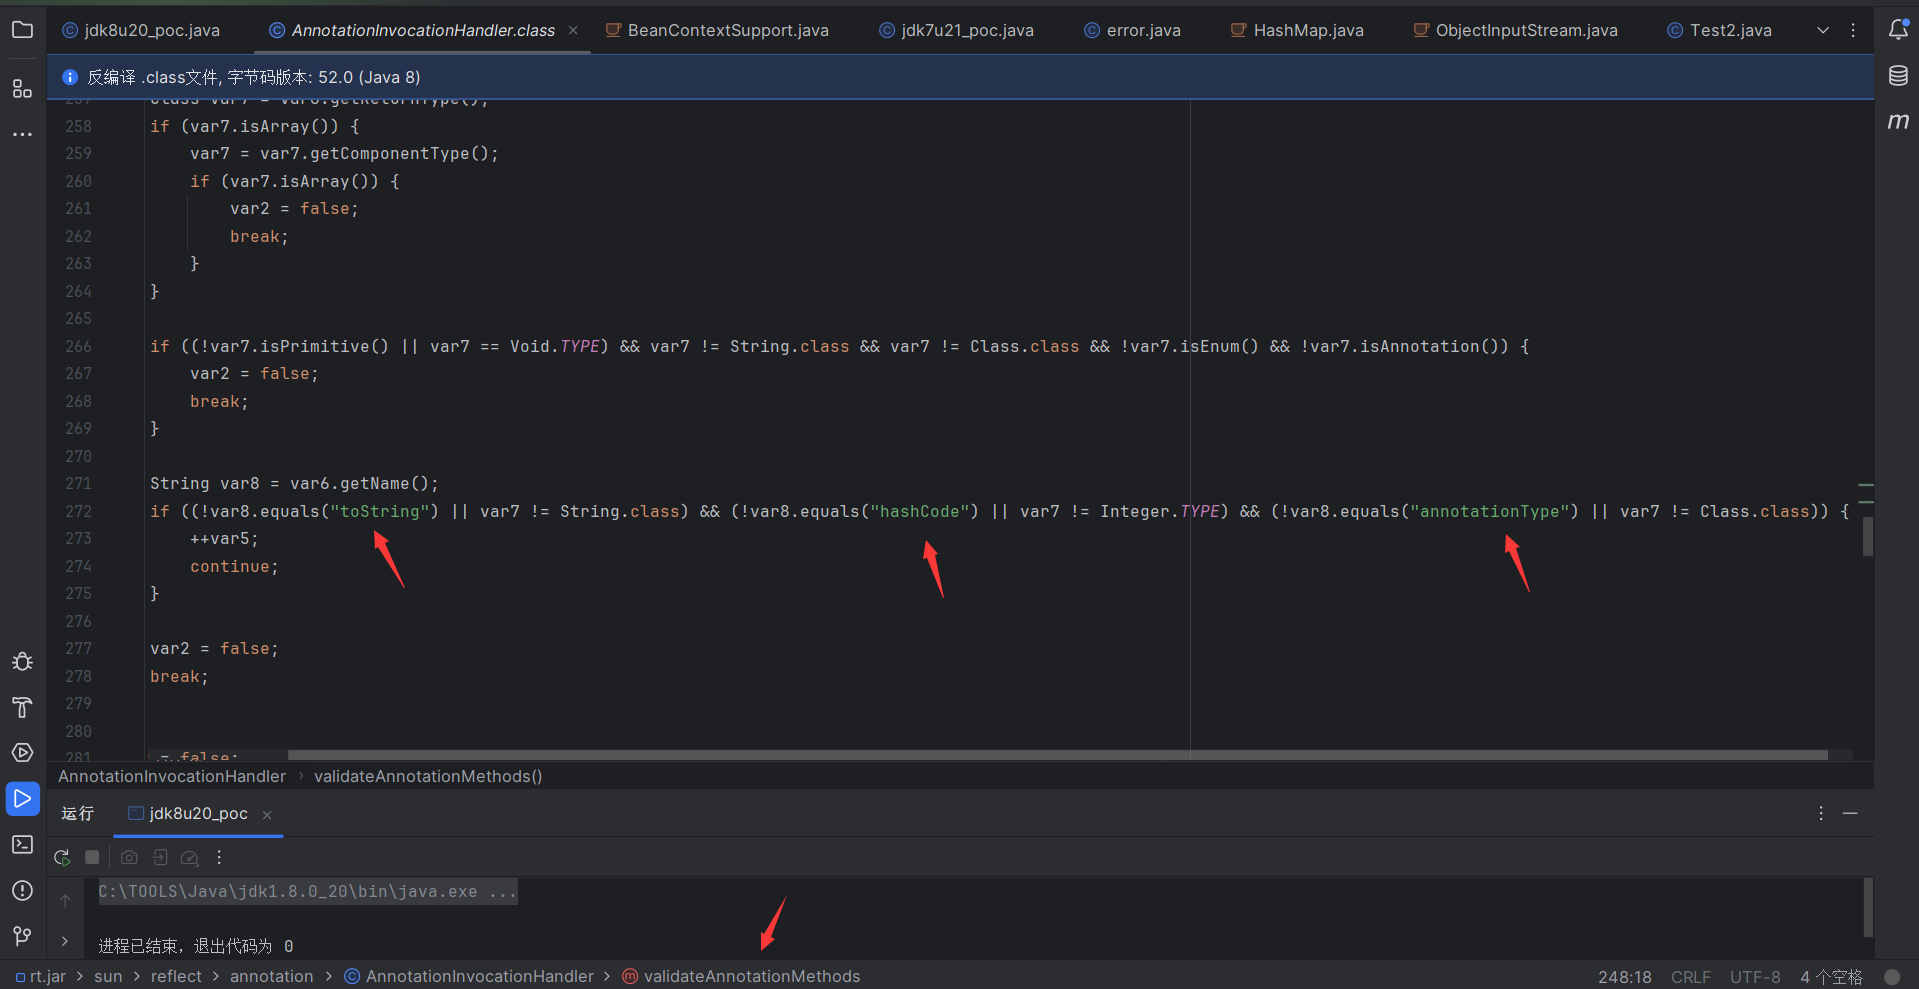 jdk8u20_poc.java AnnotationInvocationHandler.class BeanContextSupport.java jdk7u21_poc.java error.java HashMap.java ObjectInputStream.java Test2.java
反编译 .class文件, 字节码版本: 52.0 (Java 8)
257 Class var7 = var6.getReturnType();
258 if (var7.isArray()) {
259 var7 = var7.getComponentType();
260 if (var7.isArray()) {
261 var2 = false;
262 break;
263 }
264 }
265
266 if ((!var7.isPrimitive() || var7 == Void.TYPE) && var7 != String.class && var7 != Class.class && !var7.isEnum() && !var7.isAnnotation()) {
267 var2 = false;
268 break;
269 }
270
271 String var8 = var6.getName();
272 if ((!var8.equals("toString") || var7 != String.class) && (!var8.equals("hashCode") || var7 != Integer.TYPE) && (!var8.equals("annotationType") || var7 != Class.class)) {
273 ++var5;
274 continue;
275 }
276
277 var2 = false;
278 break;
279
280
281 = false;
AnnotationInvocationHandler › validateAnnotationMethods()
运行 jdk8u20_poc
C:\TOOLS\Java\jdk1.8.0_20\bin\java.exe ...
进程已结束，退出代码为 0
rt.jar > sun > reflect > annotation > AnnotationInvocationHandler > validateAnnotationMethods 248:18 CRLF UTF-8 4 个空格